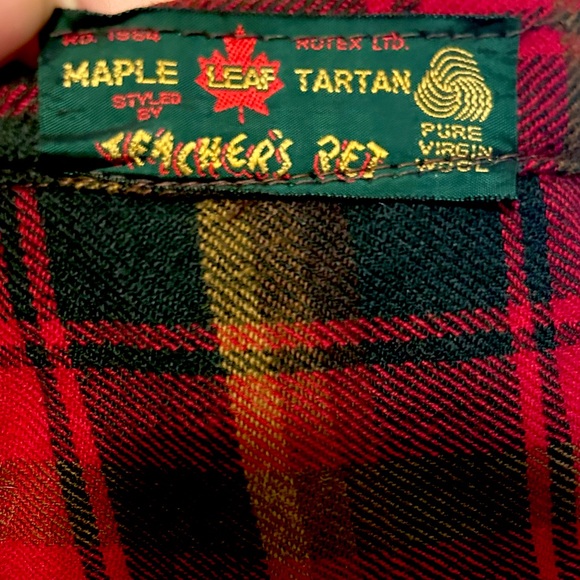 RD. 1964 ROTEX LTD.
MAPLE LEAF TARTAN
STYLED
BY
TEACHER'S PET
PURE
VIRGIN
WOOL